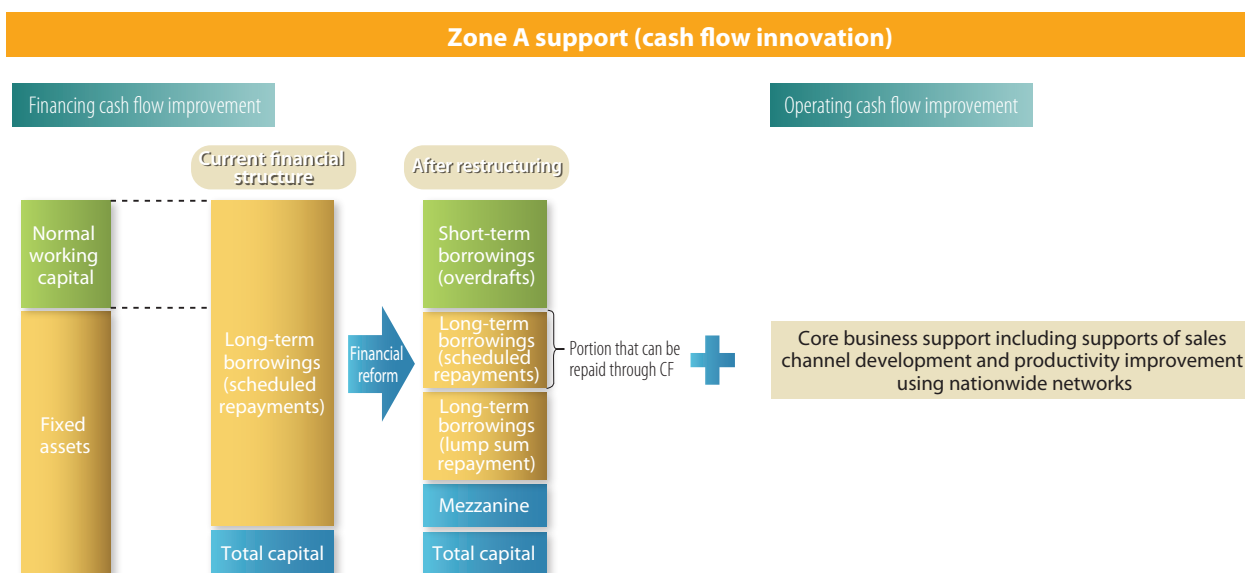 Zone A support (cash flow innovation)
Financing cash flow improvement
Operating cash flow improvement
Current financial
structure
After restructuring
Normal
working
capital
Fixed
assets
Long-term
borrowings
(scheduled
repayments)
Total capital
Financial
reform
Short-term
borrowings
(overdrafts)
Long-term
borrowings
(scheduled
repayments)
Long-term
borrowings
(lump sum
repayment)
Mezzanine
Total capital
Portion that can be
repaid through CF
Core business support including supports of sales
channel development and productivity improvement
using nationwide networks